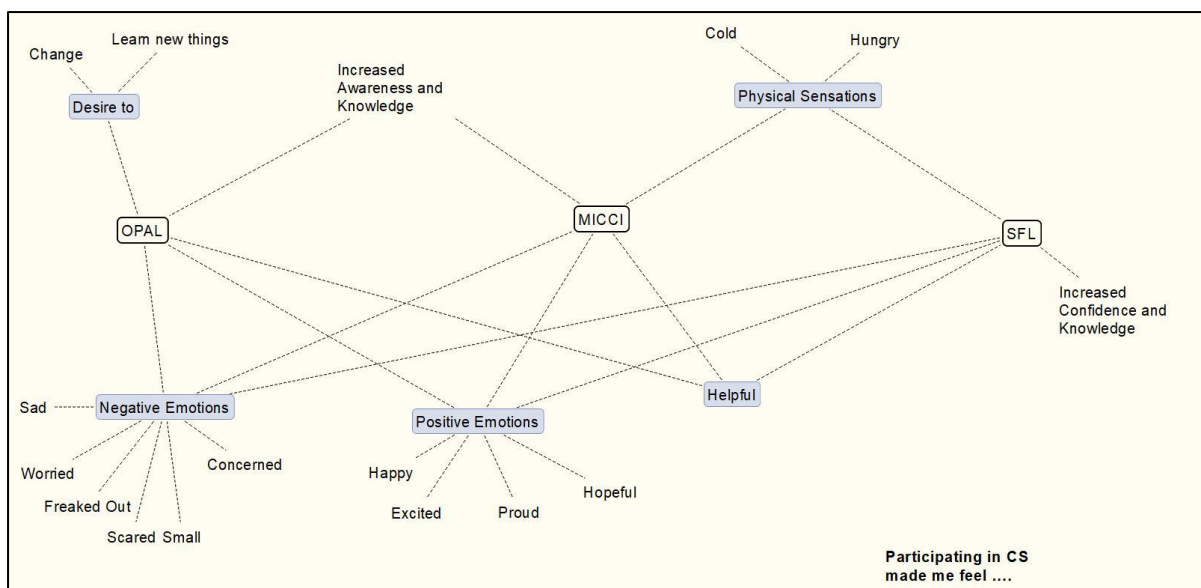 Learn new things
Change
Desire to
Increased
Awareness and
Knowledge
Cold
Hungry
Physical Sensations
OPAL
MICCI
SFL
Increased
Confidence and
Knowledge
Helpful
Sad
Negative Emotions
Positive Emotions
Worried
Concerned
Freaked Out
Scared
Small
Happy
Hopeful
Excited
Proud
Participating in CS
made me feel ....